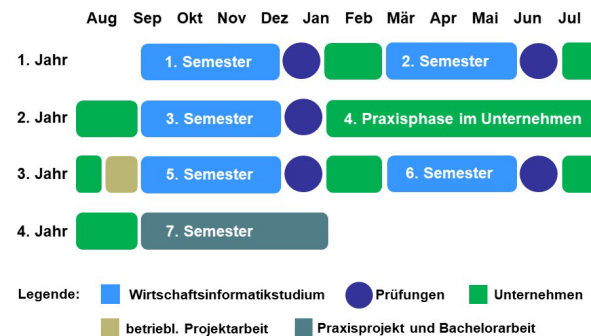 Aug Sep Okt Nov Dez Jan Feb Mär Apr Mai Jun Jul
1. Jahr 1. Semester 2. Semester
2. Jahr 3. Semester 4. Praxisphase im Unternehmen
3. Jahr 5. Semester 6. Semester
4. Jahr 7. Semester
Legende: Wirtschaftsinformatikstudium Prüfungen Unternehmen
betriebl. Projektarbeit Praxisprojekt und Bachelorarbeit